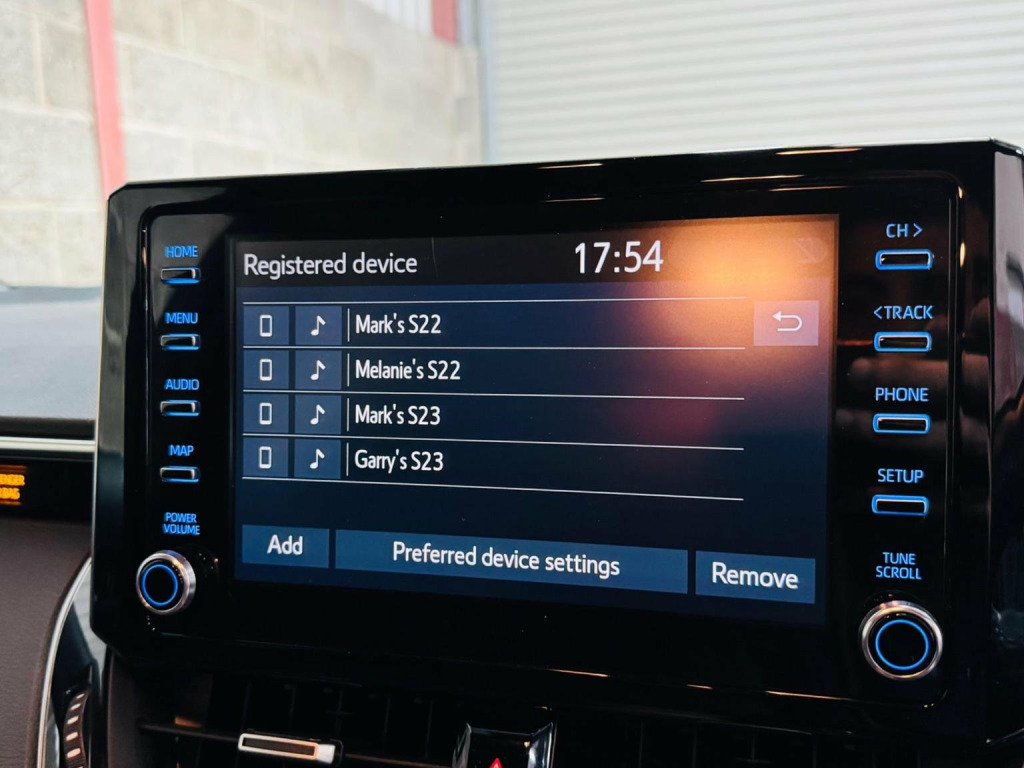 HOME
MENU
AUDIO
MAP
POWER
VOLUME
Registered device
17:54
Mark's S22
Melanie's S22
Mark's S23
Garry's S23
Add
Preferred device settings
Remove
CH >
<TRACK
PHONE
SETUP
TUNE
SCROLL